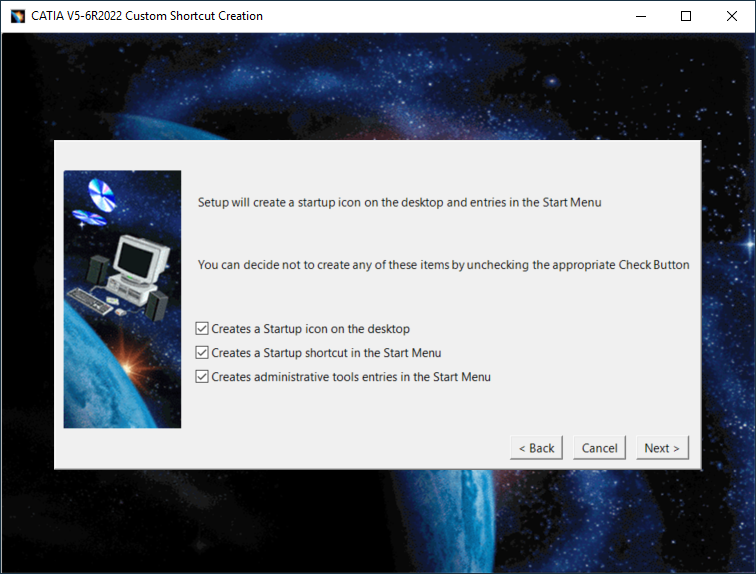 CATIA V5-6R2022 Custom Shortcut Creation
Setup will create a startup icon on the desktop and entries in the Start Menu
You can decide not to create any of these items by unchecking the appropriate Check Button
Creates a Startup icon on the desktop
Creates a Startup shortcut in the Start Menu
Creates administrative tools entries in the Start Menu
< Back Cancel Next >